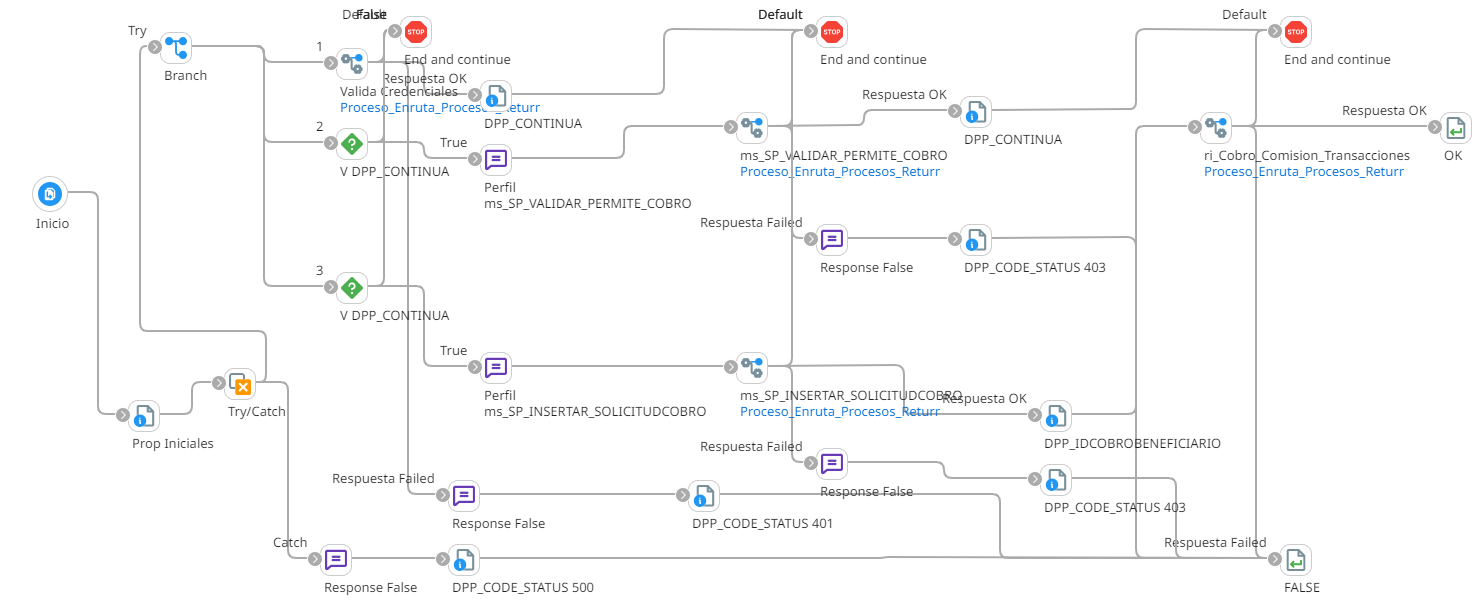 Default
False
STOP
End and continue
Default
STOP
End and continue
Default
STOP
End and continue
Try
Branch
1
Valida Credenciales
Proceso_Enruta_Procesos_Returr
Respuesta OK
DPP_CONTINUA
2
V DPP_CONTINUA
True
Perfil
ms_SP_VALIDAR_PERMITE_COBRO
ms_SP_VALIDAR_PERMITE_COBRO
Proceso_Enruta_Procesos_Returr
Respuesta OK
DPP_CONTINUA
ri_Cobro_Comision_Transacciones
Proceso_Enruta_Procesos_Returr
Respuesta OK
OK
Inicio
Respuesta Failed
Response False
DPP_CODE_STATUS 403
3
V DPP_CONTINUA
True
Perfil
ms_SP_INSERTAR_SOLICITUDCOBRO
ms_SP_INSERTAR_SOLICITUDCOBRO
Proceso_Enruta_Procesos_Returr
Respuesta OK
DPP_IDCOBROBENEFICIARIO
Try/Catch
Prop Iniciales
Respuesta Failed
Response False
DPP_CODE_STATUS 403
Respuesta Failed
Response False
DPP_CODE_STATUS 401
Catch
Response False
DPP_CODE_STATUS 500
Respuesta Failed
FALSE